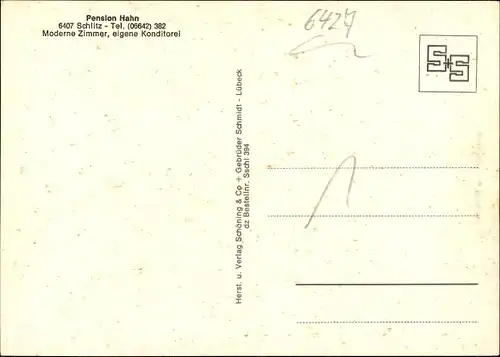 Pension Hahn
6407 Schlitz - Tel. (06642) 382
Moderne Zimmer, eigene Konditorei
6427
S+S
Herst. u. Verlag Schöning & Co + Gebrüder Schmidt - Lübeck
dz Bestellnr. Sschl 394